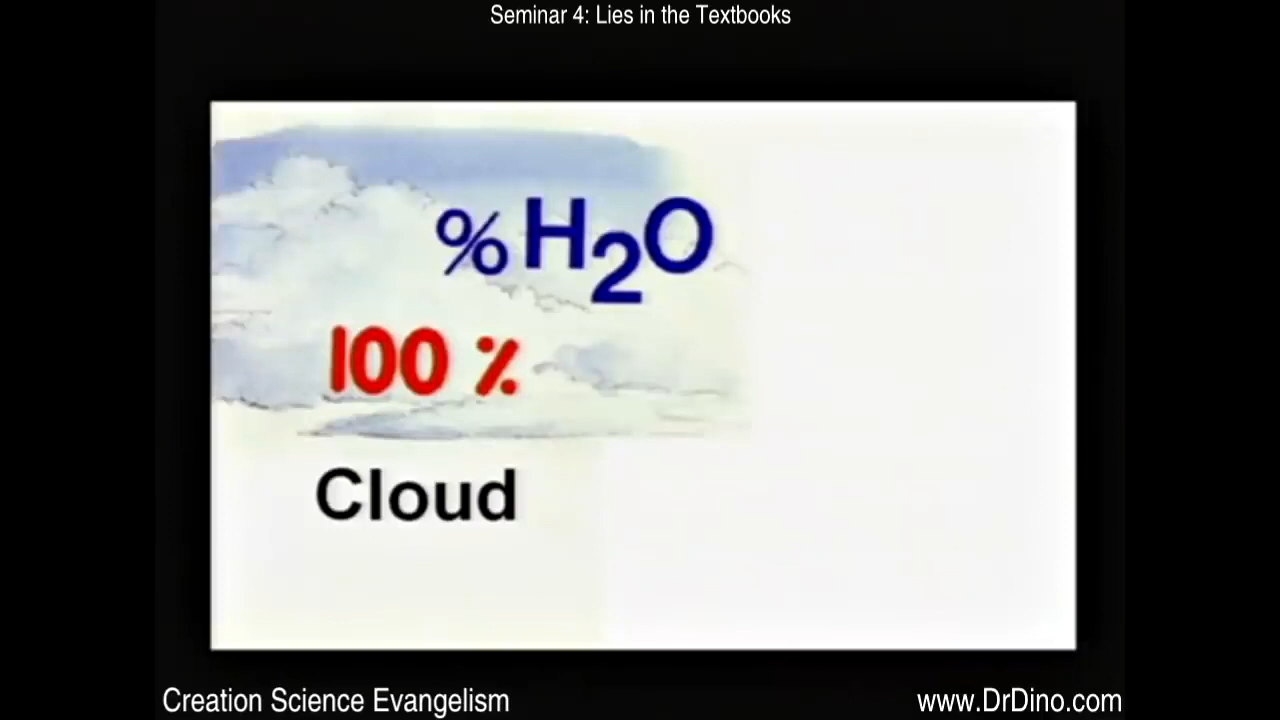 Seminar 4: Lies in the Textbooks
% H2O
100 %
Cloud
Creation Science Evangelism
www.DrDino.com